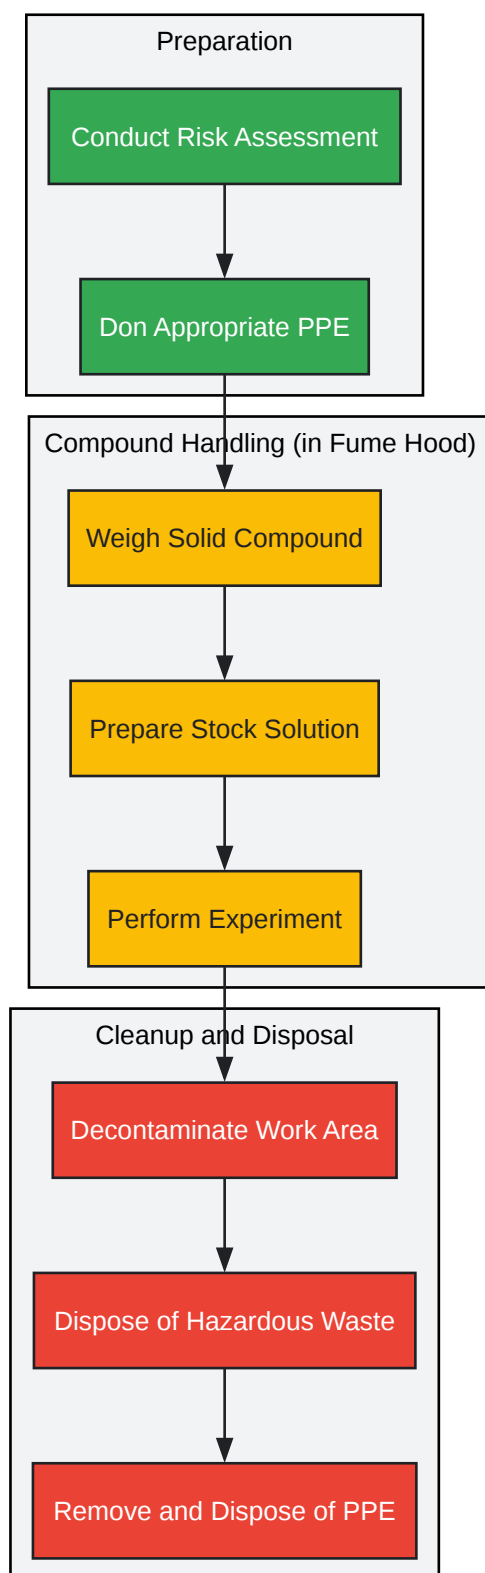 Preparation
Conduct Risk Assessment
Don Appropriate PPE
Compound Handling (in Fume Hood)
Weigh Solid Compound
Prepare Stock Solution
Perform Experiment
Cleanup and Disposal
Decontaminate Work Area
Dispose of Hazardous Waste
Remove and Dispose of PPE